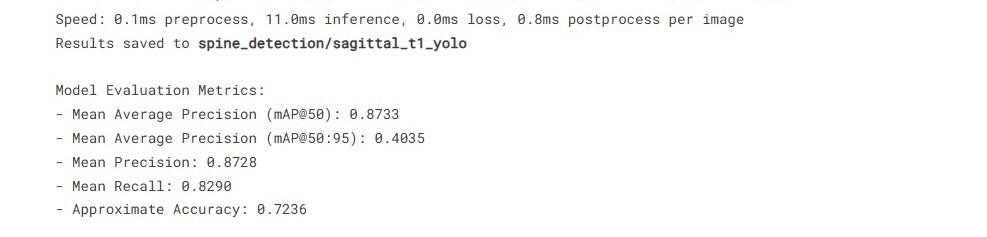 Speed: 0.1ms preprocess, 11.0ms inference, 0.0ms loss, 0.8ms postprocess per image
Results saved to spine_detection/sagittal_t1_yolo
Model Evaluation Metrics:
- Mean Average Precision (mAP@50): 0.8733
- Mean Average Precision (mAP@50:95): 0.4035
- Mean Precision: 0.8728
- Mean Recall: 0.8290
- Approximate Accuracy: 0.7236